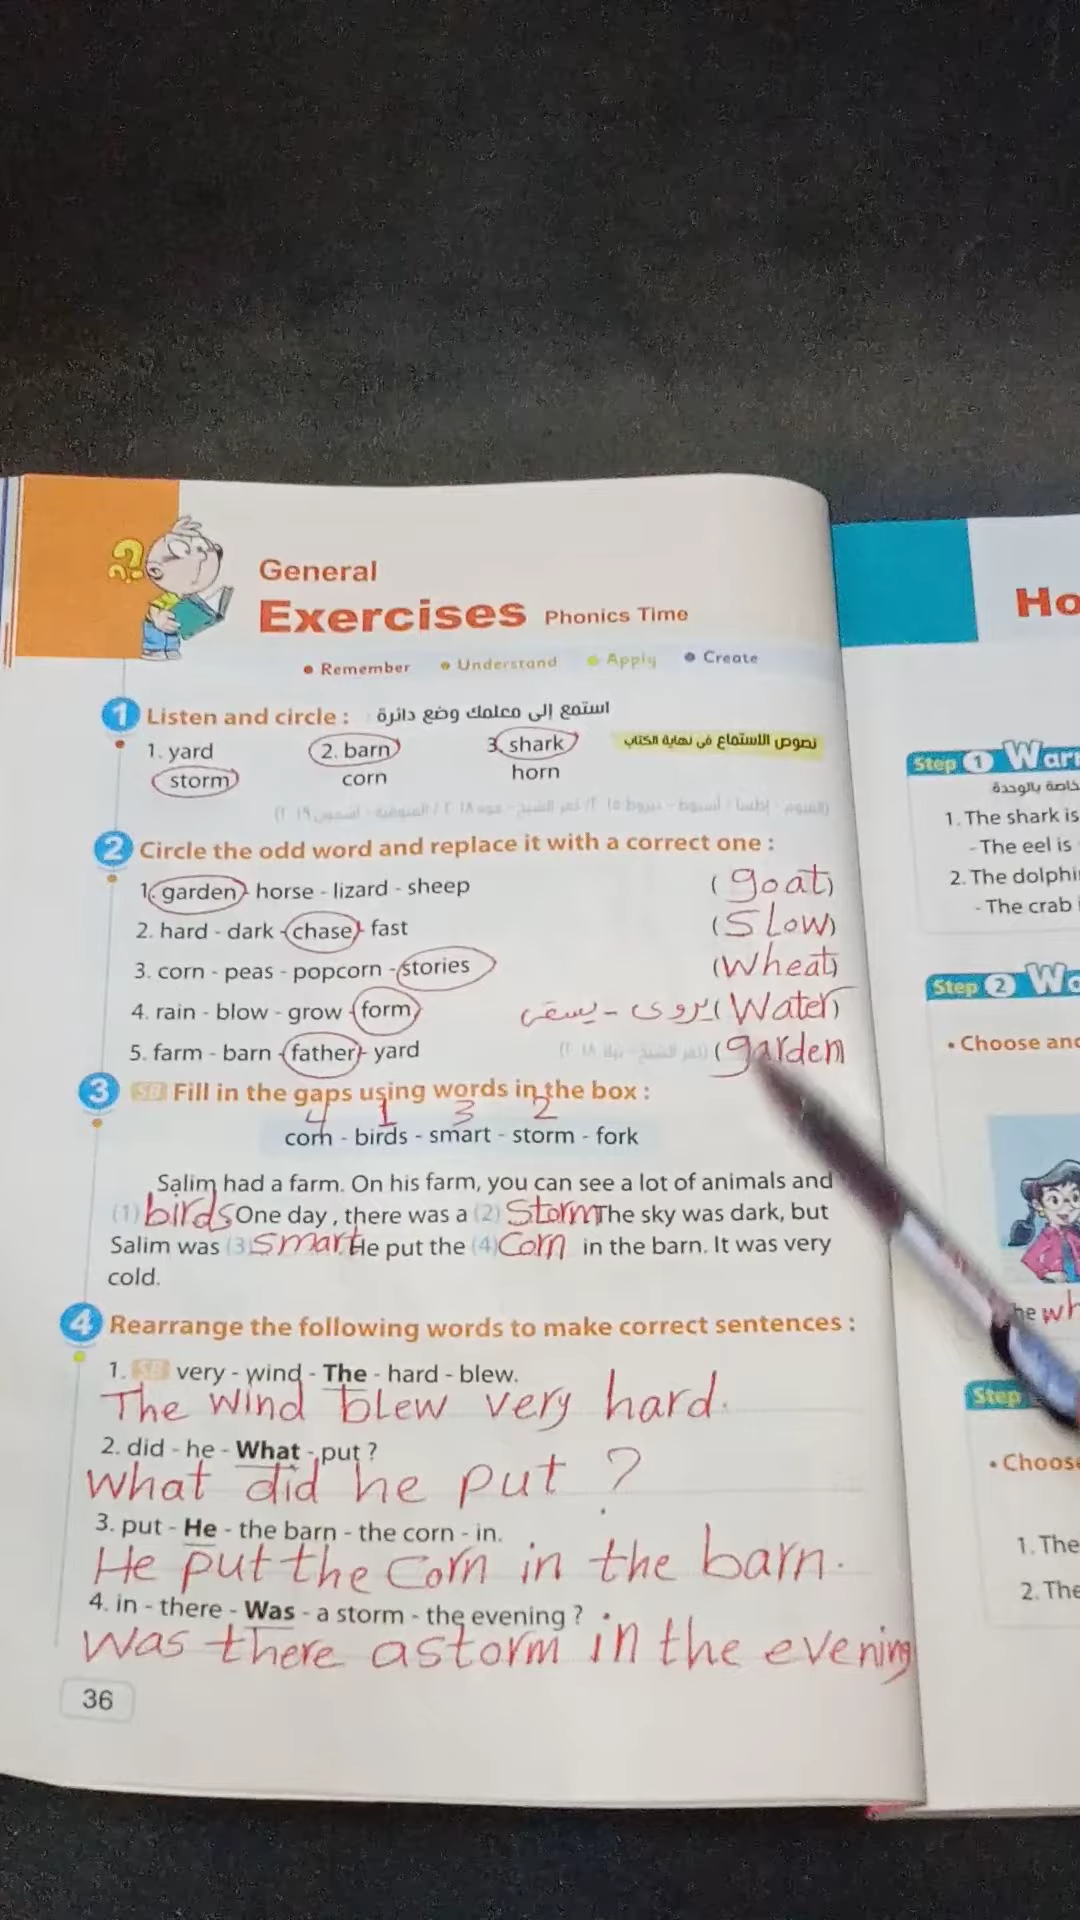 General
Exercises Phonics Time
• Remember • Understand • Apply • Create
1 Listen and circle : استمع إلى معلمك وضع دائرة
1. yard 2. barn 3. shark نصوص الاستماع فى نهاية الكتاب
storm corn horn
2 Circle the odd word and replace it with a correct one :
1. garden - horse - lizard - sheep (goat)
2. hard - dark - chase - fast (Slow)
3. corn - peas - popcorn - stories (Wheat)
4. rain - blow - grow - form (Water) يروى - يسقى
5. farm - barn - father - yard (garden
3 SB Fill in the gaps using words in the box :
4 1 3 2
corn - birds - smart - storm - fork
Salim had a farm. On his farm, you can see a lot of animals and
(1) birds One day , there was a (2) Storm The sky was dark, but
Salim was (3) smart He put the (4) Corn in the barn. It was very
cold.
4 Rearrange the following words to make correct sentences :
1. SB very - wind - The - hard - blew.
The wind blew very hard.
2. did - he - What - put ?
What did he put ?
3. put - He - the barn - the corn - in.
He put the Corn in the barn.
4. in - there - Was - a storm - the evening ?
Was there a storm in the evening
36
Ho
Step 1 Warm
خاصة بالوحدة
1. The shark is
- The eel is
2. The dolphi
- The crab i
Step 2 Wo
• Choose and
he wh
Step
• Choose
1. The
2. The